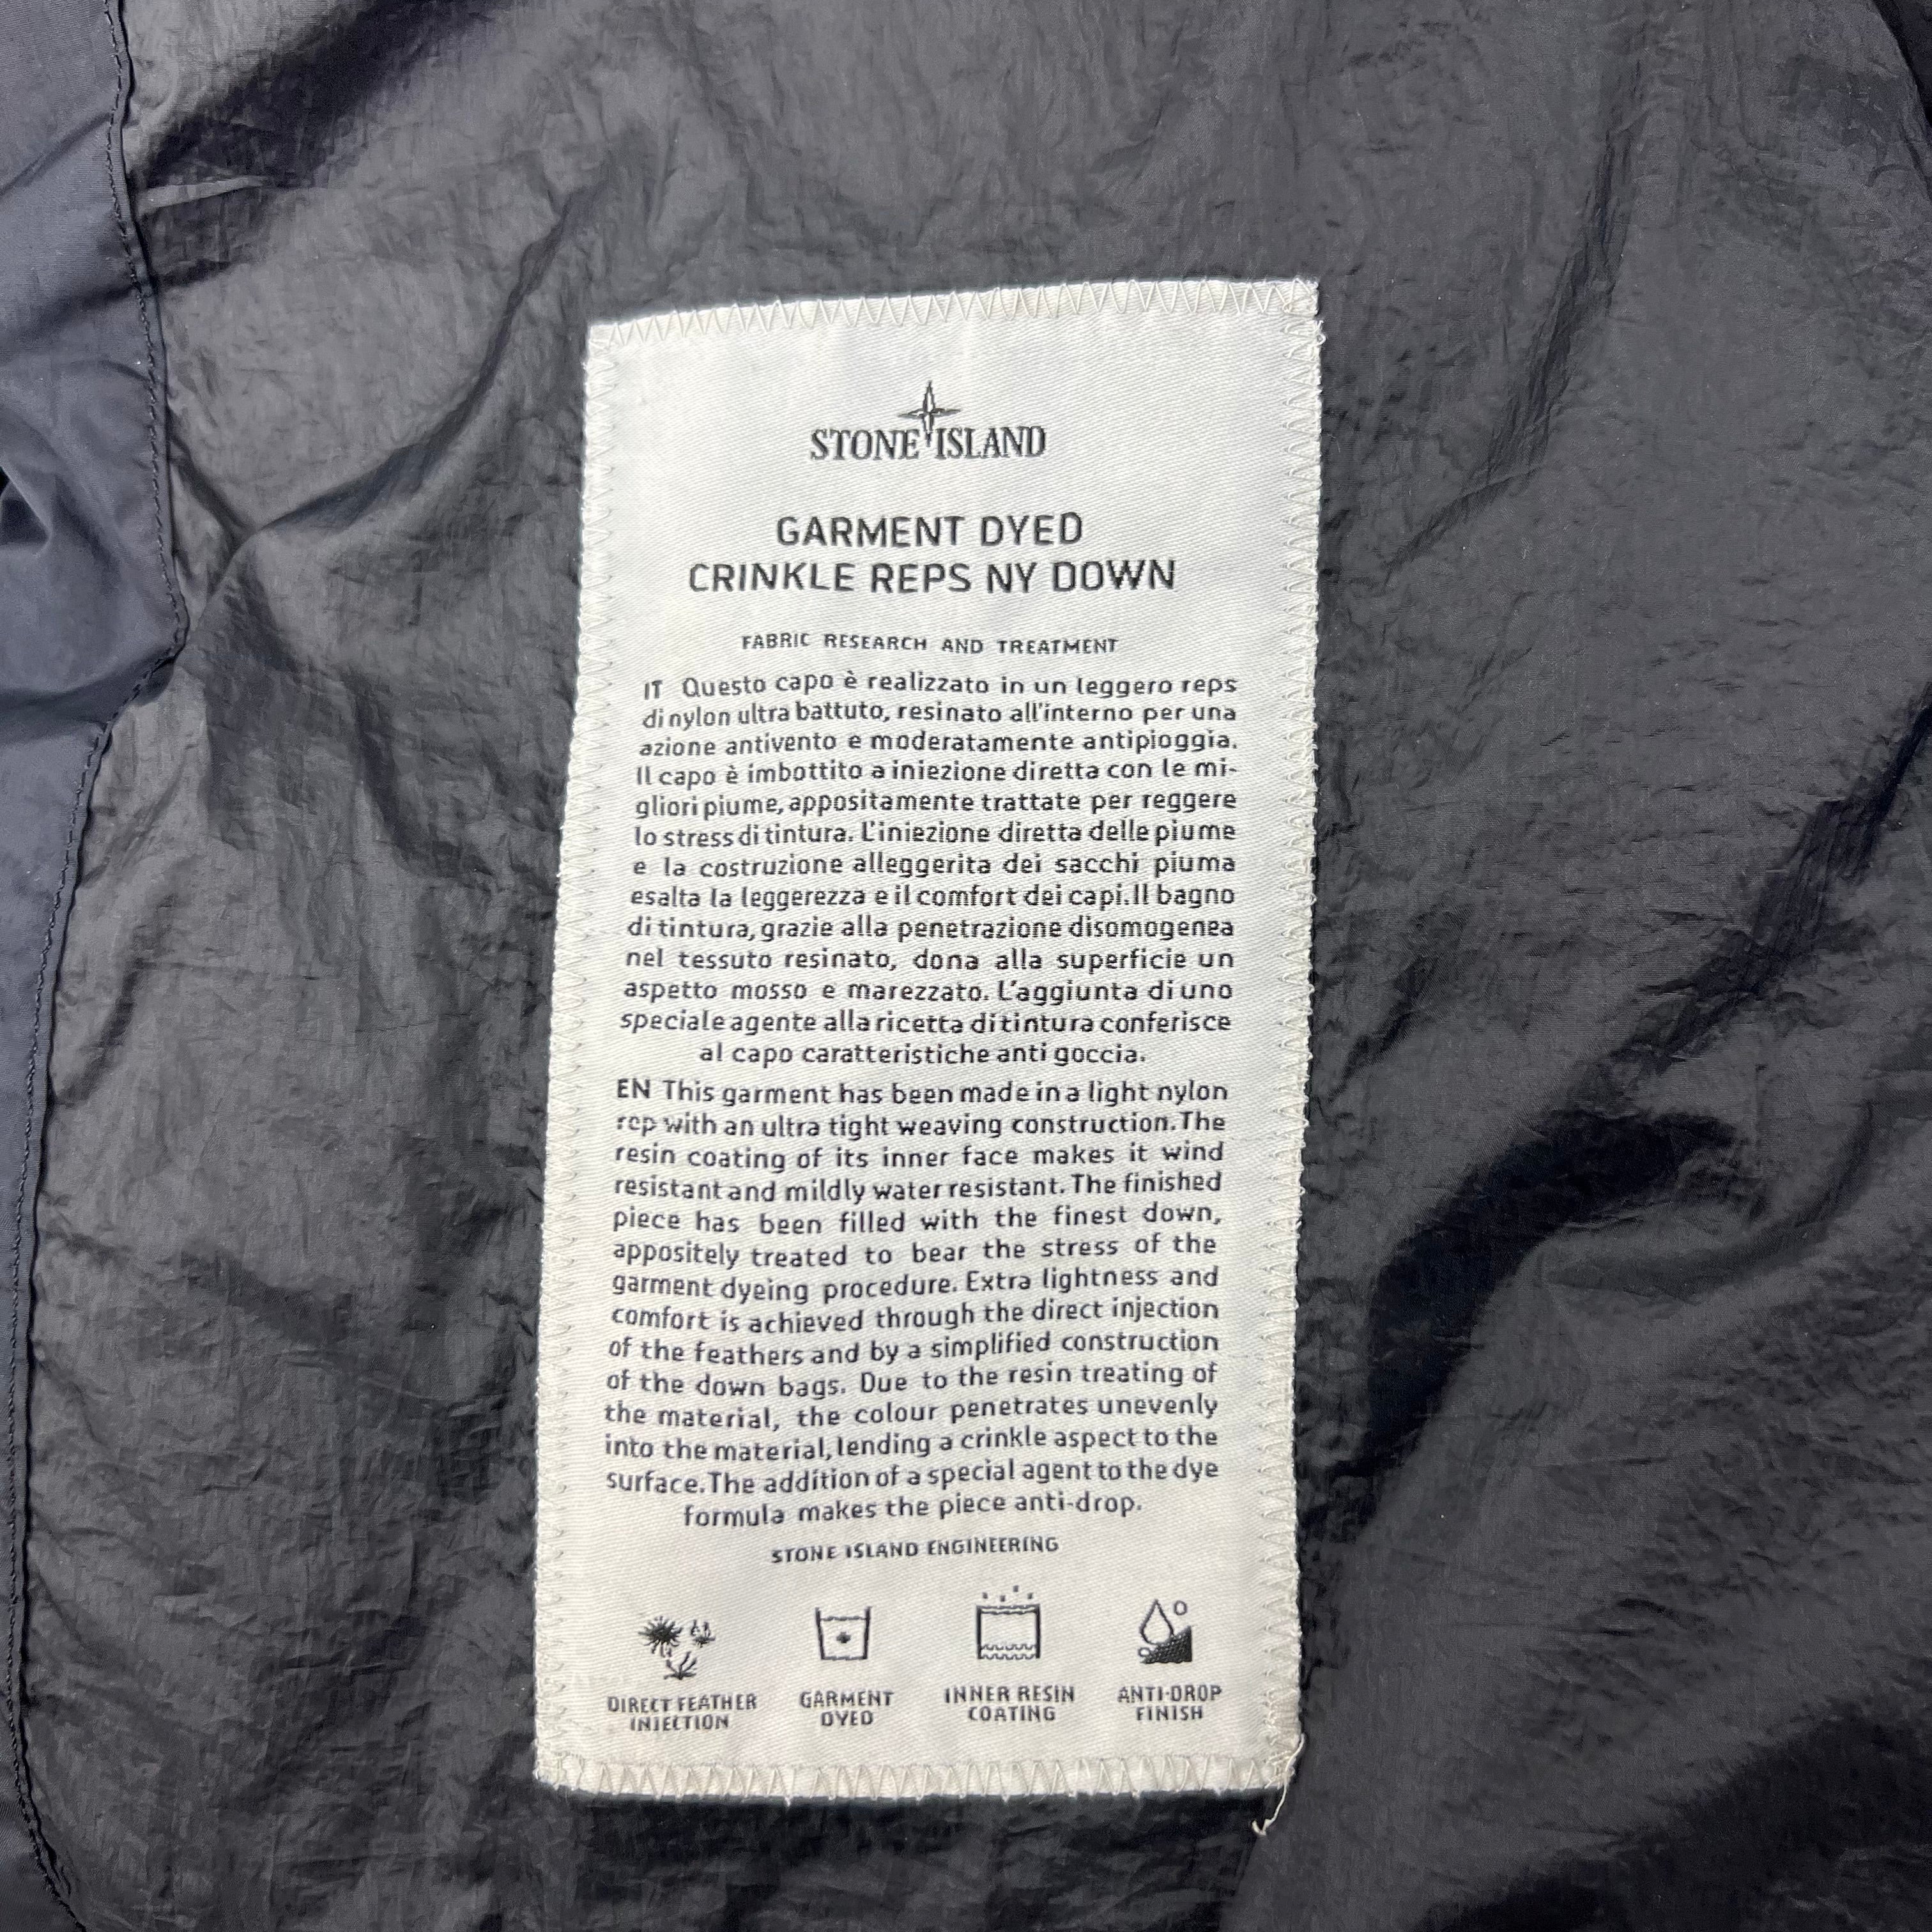 STONE ISLAND
GARMENT DYED
CRINKLE REPS NY DOWN
FABRIC RESEARCH AND TREATMENT
IT Questo capo è realizzato in un leggero reps
di nylon ultra battuto, resinato all'interno per una
azione antivento e moderatamente antipioggia.
Il capo è imbottito a iniezione diretta con le mi-
gliori piume, appositamente trattate per reggere
lo stress di tintura. L'iniezione diretta delle piume
e la costruzione alleggerita dei sacchi piuma
esalta la leggerezza e il comfort dei capi. Il bagno
di tintura, grazie alla penetrazione disomogenea
nel tessuto resinato, dona alla superficie un
aspetto mosso e marezzato. L'aggiunta di uno
speciale agente alla ricetta di tintura conferisce
al capo caratteristiche anti goccia.
EN This garment has been made in a light nylon
rep with an ultra tight weaving construction. The
resin coating of its inner face makes it wind
resistant and mildly water resistant. The finished
piece has been filled with the finest down,
appositely treated to bear the stress of the
garment dyeing procedure. Extra lightness and
comfort is achieved through the direct injection
of the feathers and by a simplified construction
of the down bags. Due to the resin treating of
the material, the colour penetrates unevenly
into the material, lending a crinkle aspect to the
surface. The addition of a special agent to the dye
formula makes the piece anti-drop.
STONE ISLAND ENGINEERING
DIRECT FEATHER INJECTION
GARMENT DYED
INNER RESIN COATING
ANTI-DROP FINISH